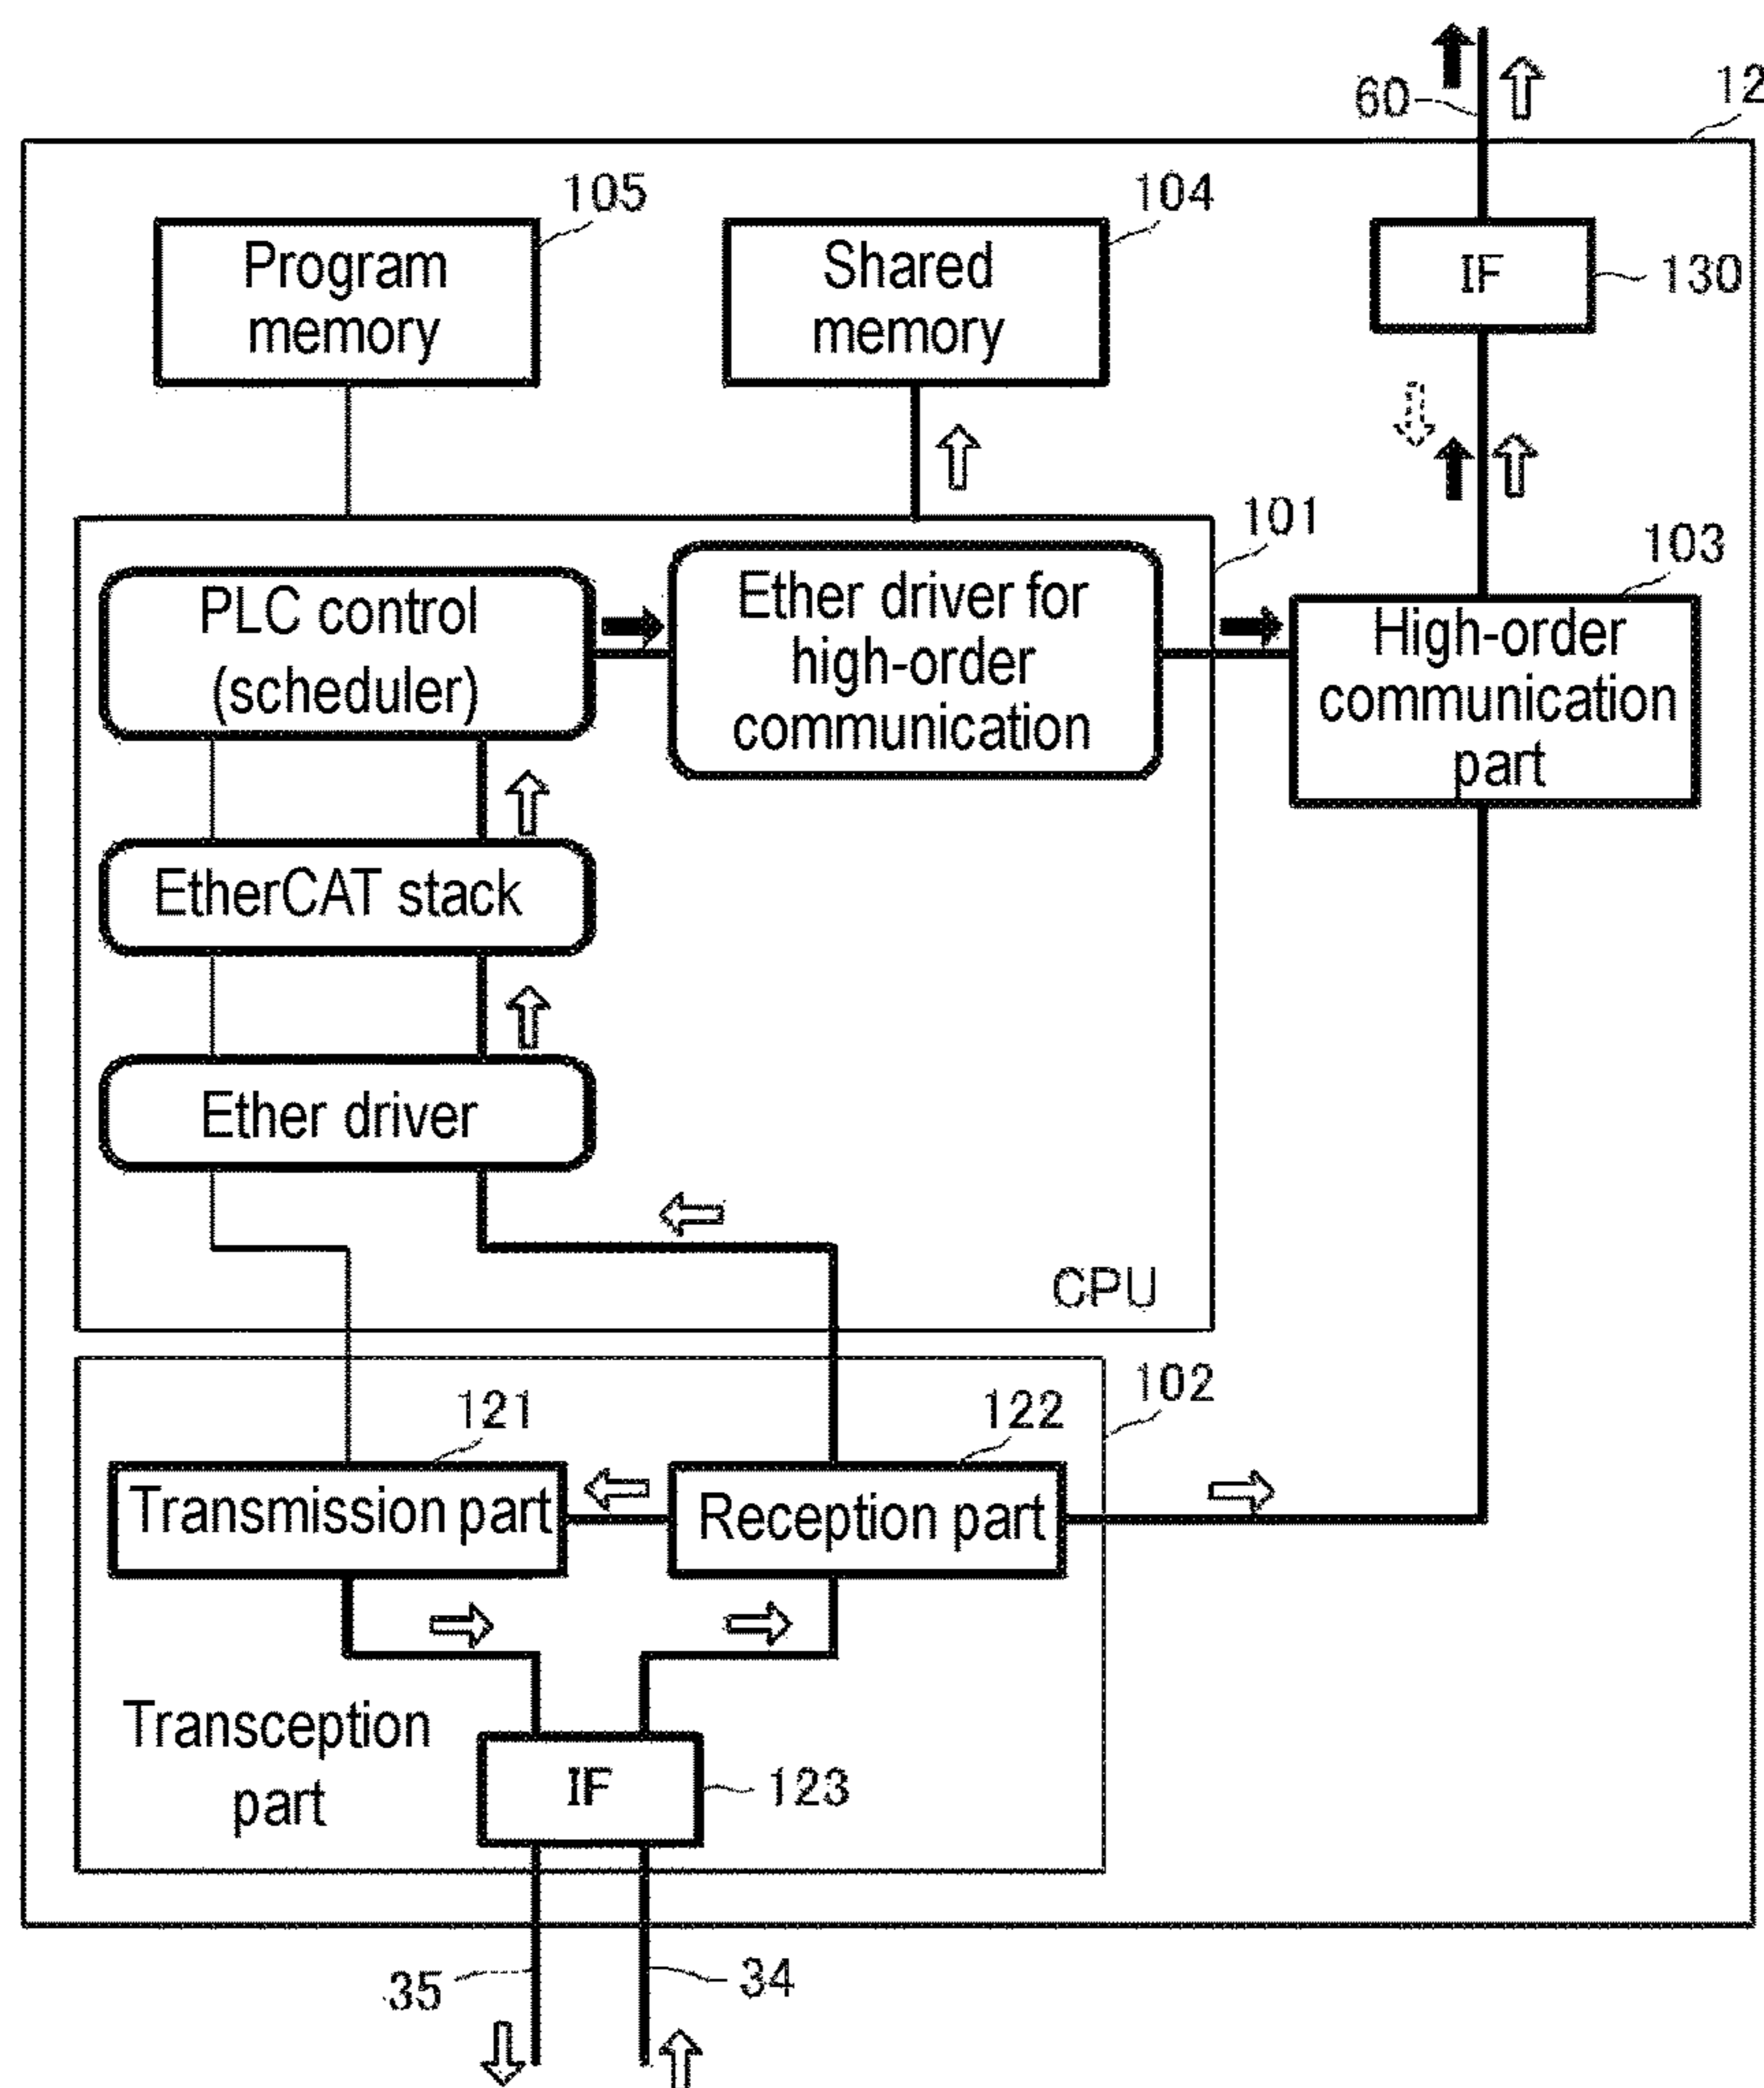 60
12
105
104
Program
memory
Shared
memory
IF
130
101
103
PLC control
(scheduler)
Ether driver for
high-order
communication
High-order
communication
part
EtherCAT stack
Ether driver
CPU
102
121
122
Transmission part
Reception part
Transception
part
IF
123
35
34